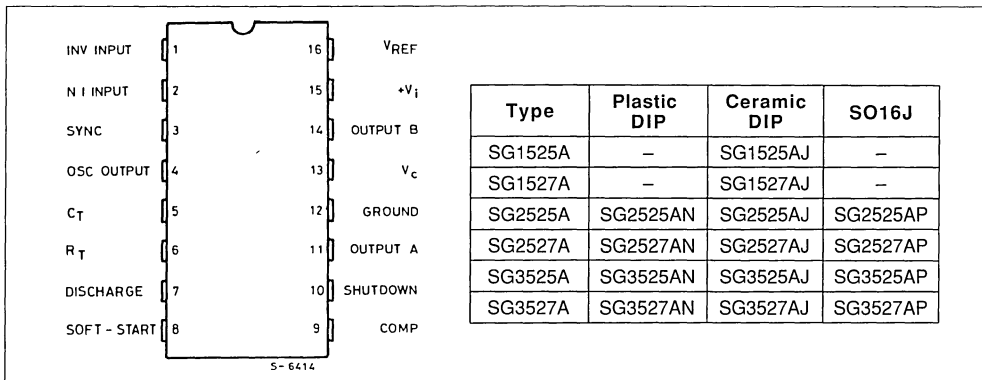 INV INPUT 1 16 VREF
N I INPUT 2 15 +Vi
SYNC 3 14 OUTPUT B
OSC OUTPUT 4 13 Vc
CT 5 12 GROUND
RT 6 11 OUTPUT A
DISCHARGE 7 10 SHUTDOWN
SOFT - START 8 9 COMP
S- 6414
Type Plastic DIP Ceramic DIP SO16J
SG1525A – SG1525AJ –
SG1527A – SG1527AJ –
SG2525A SG2525AN SG2525AJ SG2525AP
SG2527A SG2527AN SG2527AJ SG2527AP
SG3525A SG3525AN SG3525AJ SG3525AP
SG3527A SG3527AN SG3527AJ SG3527AP